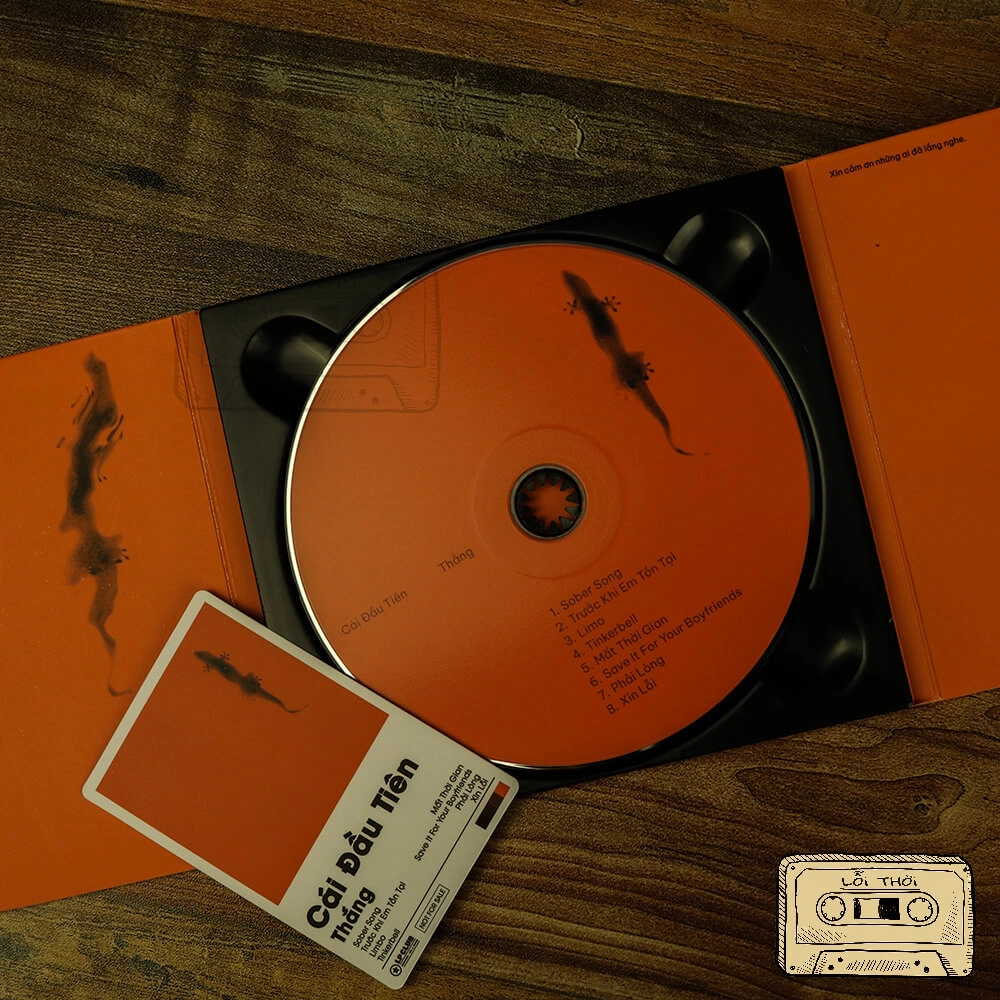 Xin cảm ơn những ai đã lắng nghe.
Cái Đầu Tiên
Thắng
1. Sober Song
2. Trước Khi Em Tồn Tại
3. Limo
4. Tinkerbell
5. Mất Thời Gian
6. Save It For Your Boyfriends
7. Phải Lòng
8. Xin Lỗi
Cái Đầu Tiên
Thắng
Sober Song
Trước Khi Em Tồn Tại
Limbo
Tinkerbell
Mất Thời Gian
Save It For Your Boyfriends
Phải Lòng
Xin Lỗi
LPCLUB
NOT FOR SALE
LỖI THỜI